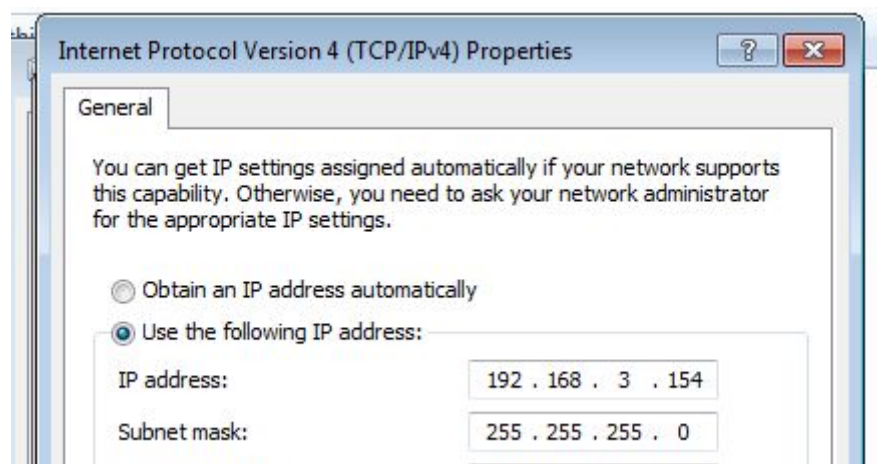 Internet Protocol Version 4 (TCP/IPv4) Properties
General
You can get IP settings assigned automatically if your network supports
this capability. Otherwise, you need to ask your network administrator
for the appropriate IP settings.
Obtain an IP address automatically
Use the following IP address:
IP address: 192 . 168 . 3 . 154
Subnet mask: 255 . 255 . 255 . 0